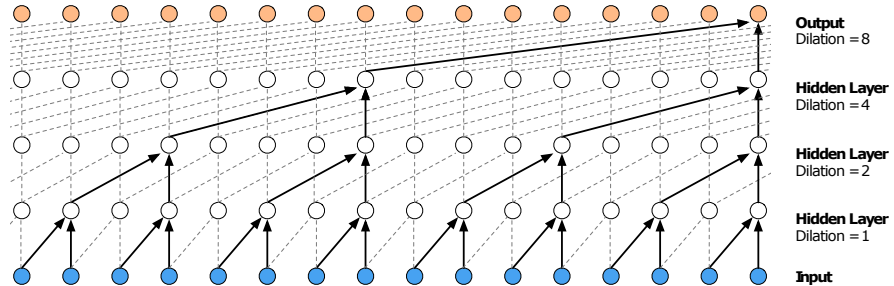 Output
Dilation = 8
Hidden Layer
Dilation = 4
Hidden Layer
Dilation = 2
Hidden Layer
Dilation = 1
Input